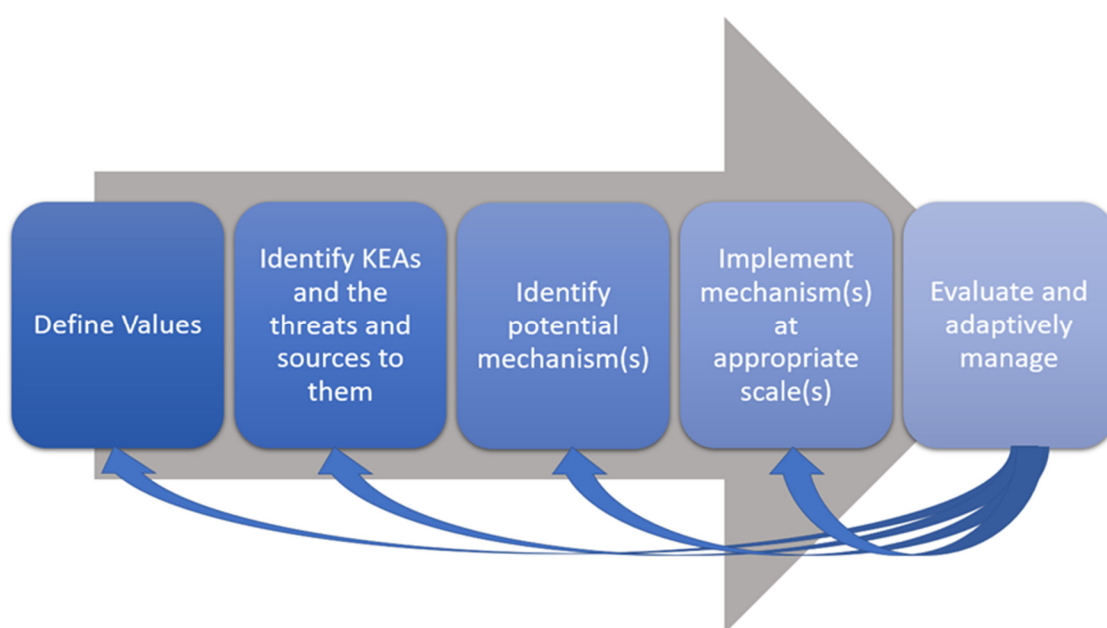 Define Values
Identify KEAs
and the
threats and
sources to
them
Identify
potential
mechanism(s)
Implement
mechanism(s)
at
appropriate
scale(s)
Evaluate and
adaptively
manage